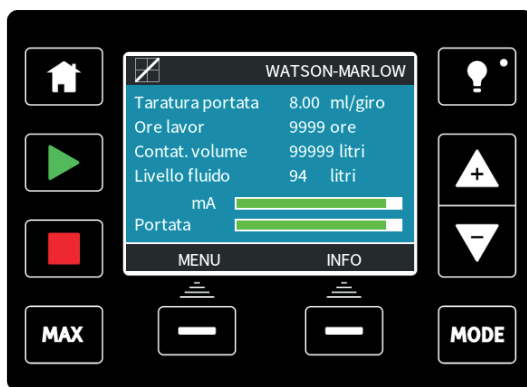 WATSON-MARLOW
Taratura portata 8.00 ml/giro
Ore lavor 9999 ore
Contat. volume 99999 litri
Livello fluido 94 litri
mA
Portata
MENU INFO
MAX
MODE